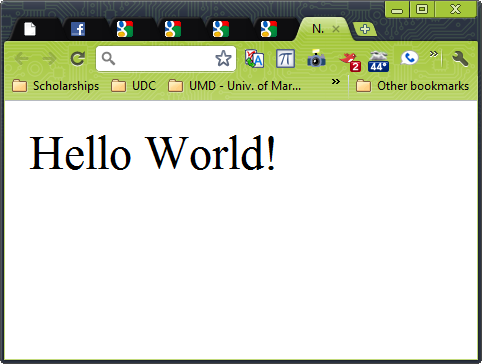 N.
2
44°
Scholarships UDC UMD - Univ. of Mar... Other bookmarks
Hello World!